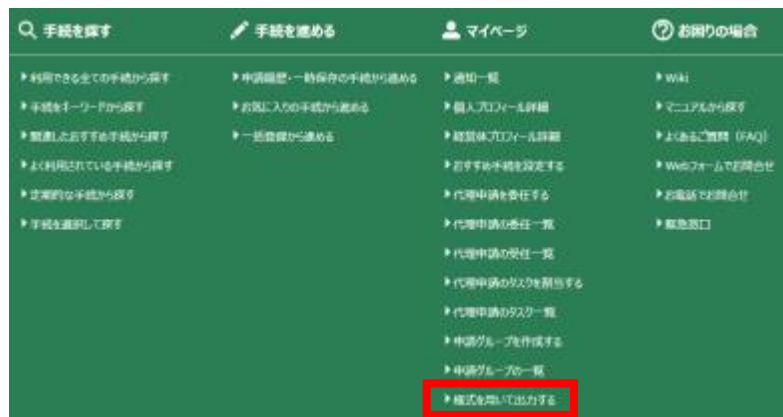 手続を探す
利用できる全ての手続から探す
手続をキーワードから探す
関連したおすすめ手続から探す
よく利用されている手続から探す
定期的な手続から探す
手続を選択して探す
手続を進める
申請履歴・一時保存の手続から進める
お気に入りの手続から進める
一括登録から進める
マイページ
通知一覧
個人プロフィール詳細
経営体プロフィール詳細
おすすめ手続を設定する
代理申請を委任する
代理申請の委任一覧
代理申請の受任一覧
代理申請のタスクを割当する
代理申請のタスク一覧
申請グループを作成する
申請グループの一覧
様式を用いて出力する
お困りの場合
Wiki
マニュアルから探す
よくあるご質問（FAQ）
Webフォームでお問合せ
お電話でお問合せ
緊急窓口